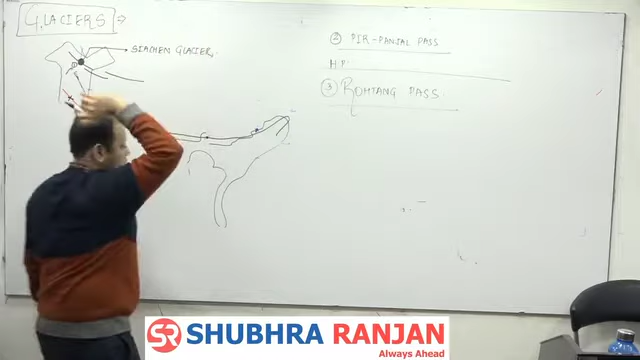 GLACIERS →
→ SIACHEN GLACIER.
② PIR-PANJAL PASS
H.P.
③ ROHTANG PASS.
SR SHUBHRA RANJAN
Always Ahead